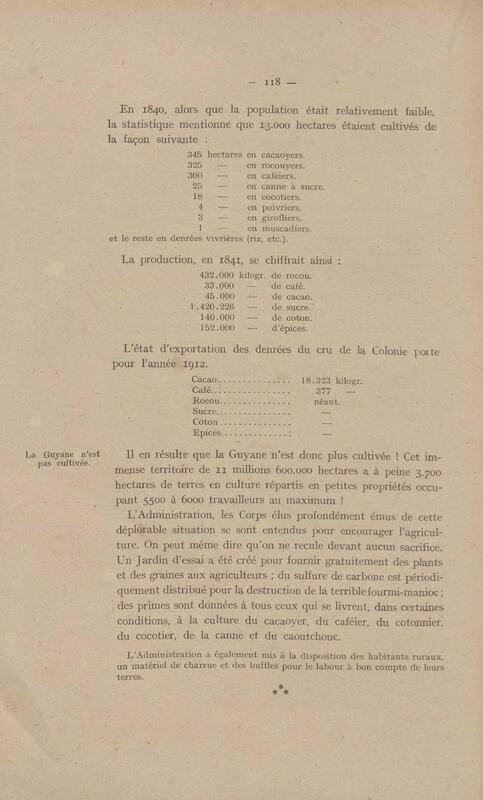 — 118 —
En 1840, alors que la population était relativement faible,
la statistique mentionne que 13.000 hectares étaient cultivés de
la façon suivante :
345 hectares en cacaoyers.
325 — en rocouyers.
300 — en caféiers.
25 — en canne à sucre.
18 — en cocotiers.
4 — en poivriers.
3 — en girofliers.
1 — en muscadiers.
et le reste en denrées vivrières (riz, etc.).
La production, en 1841, se chiffrait ainsi :
432.000 kilogr. de rocou.
33.000 — de café.
45.000 — de cacao.
1.420.226 — de sucre.
140.000 — de coton.
152.000 — d'épices.
L'état d'exportation des denrées du cru de la Colonie porte
pour l'année 1912.
Cacao............... 18.323 kilogr.
Café................ 377 —
Rocou.............. néant.
Sucre............... —
Coton.............. —
Epices.............: —
La Guyane n'est
pas cultivée.
Il en résulte que la Guyane n'est donc plus cultivée ! Cet im-
mense territoire de 11 millions 600.000 hectares a à peine 3.700
hectares de terres en culture répartis en petites propriétés occu-
pant 5500 à 6000 travailleurs au maximum !
L'Administration, les Corps élus profondément émus de cette
déplorable situation se sont entendus pour encourager l'agricul-
ture. On peut même dire qu'on ne recule devant aucun sacrifice.
Un Jardin d'essai a été créé pour fournir gratuitement des plants
et des graines aux agriculteurs ; du sulfure de carbone est périodi-
quement distribué pour la destruction de la terrible fourmi-manioc ;
des primes sont données à tous ceux qui se livrent, dans certaines
conditions, à la culture du cacaoyer, du caféier, du cotonnier,
du cocotier, de la canne et du caoutchouc.
L'Administration a également mis à la disposition des habitants ruraux,
un matériel de charrue et des buffles pour le labour à bon compte de leurs
terres.
⁂